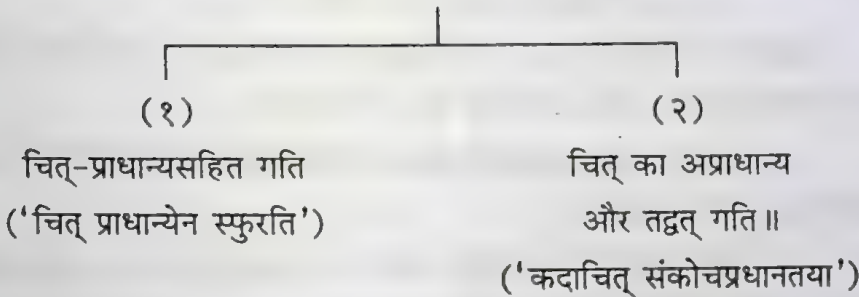 (१)
चित्-प्राधान्यसहित गति
('चित् प्राधान्येन स्फुरति')
(२)
चित् का अप्राधान्य
और तद्वत् गति॥
('कदाचित् संकोचप्रधानतया')